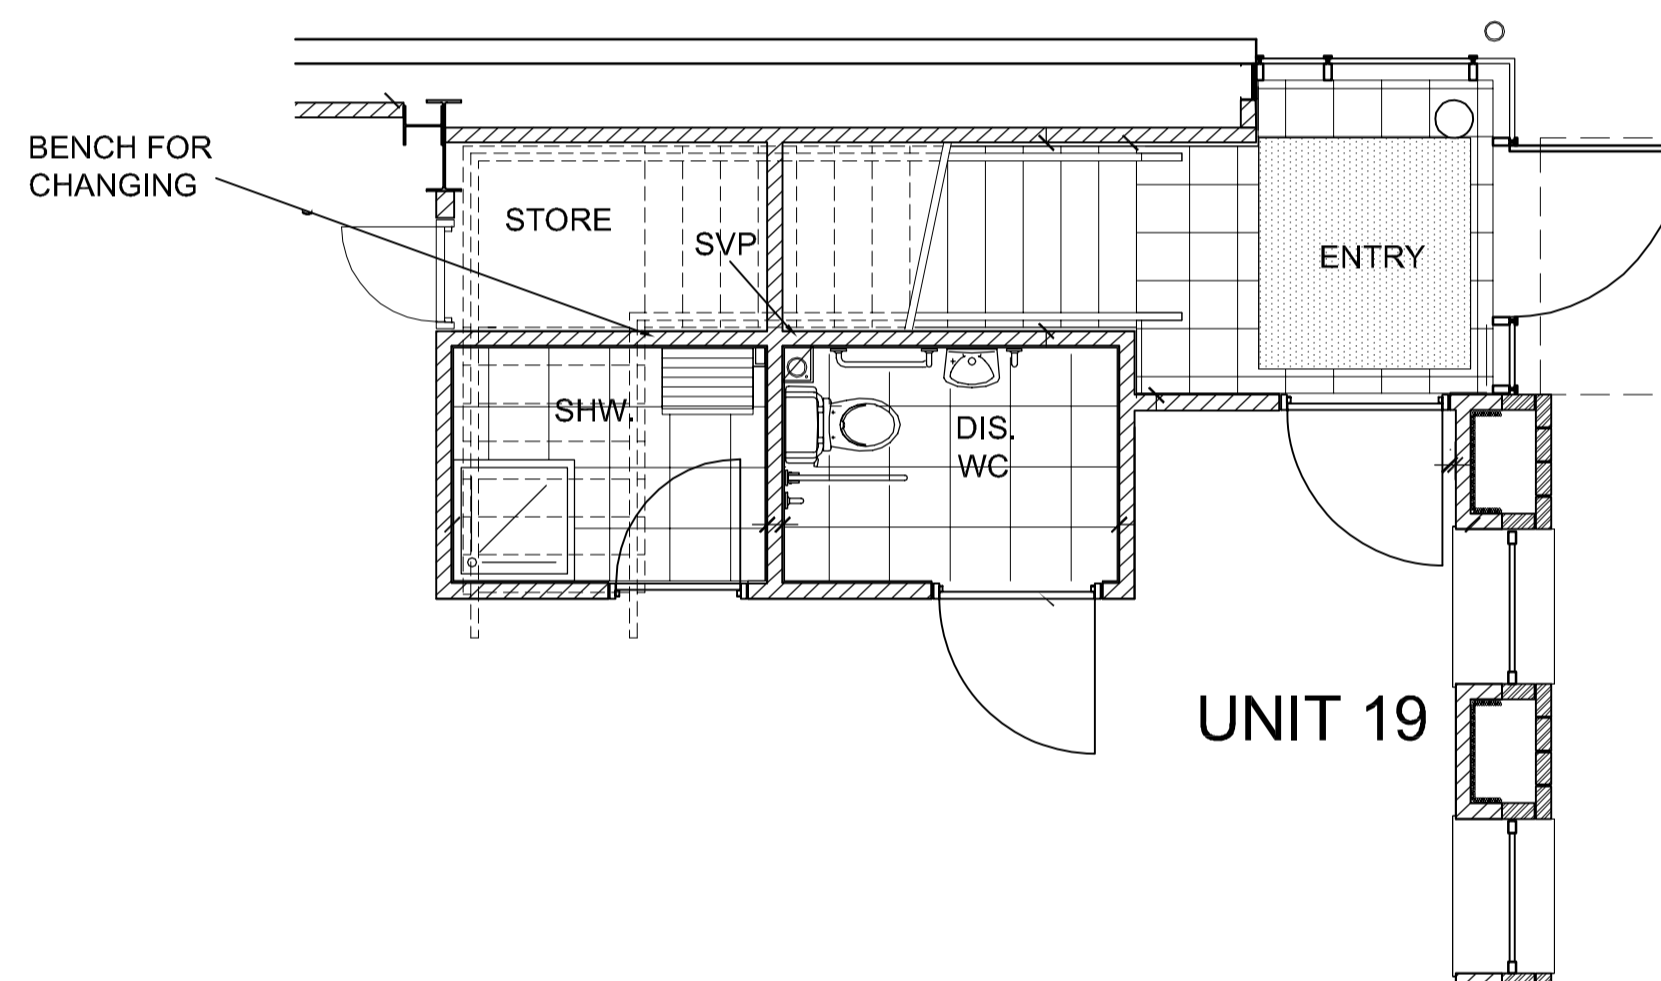 BENCH FOR
CHANGING
STORE
SVP
ENTRY
SHW.
DIS.
WC
UNIT 19